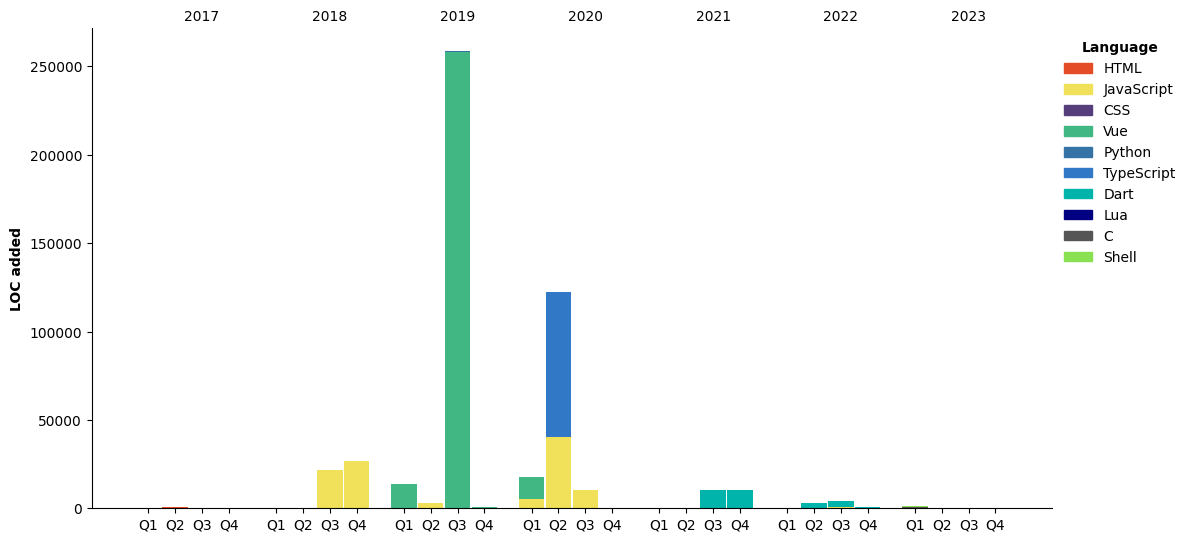 2017 2018 2019 2020 2021 2022 2023
Language
HTML
JavaScript
CSS
Vue
Python
TypeScript
Dart
Lua
C
Shell
LOC added
250000
200000
150000
100000
50000
0
Q1 Q2 Q3 Q4 Q1 Q2 Q3 Q4 Q1 Q2 Q3 Q4 Q1 Q2 Q3 Q4 Q1 Q2 Q3 Q4 Q1 Q2 Q3 Q4 Q1 Q2 Q3 Q4